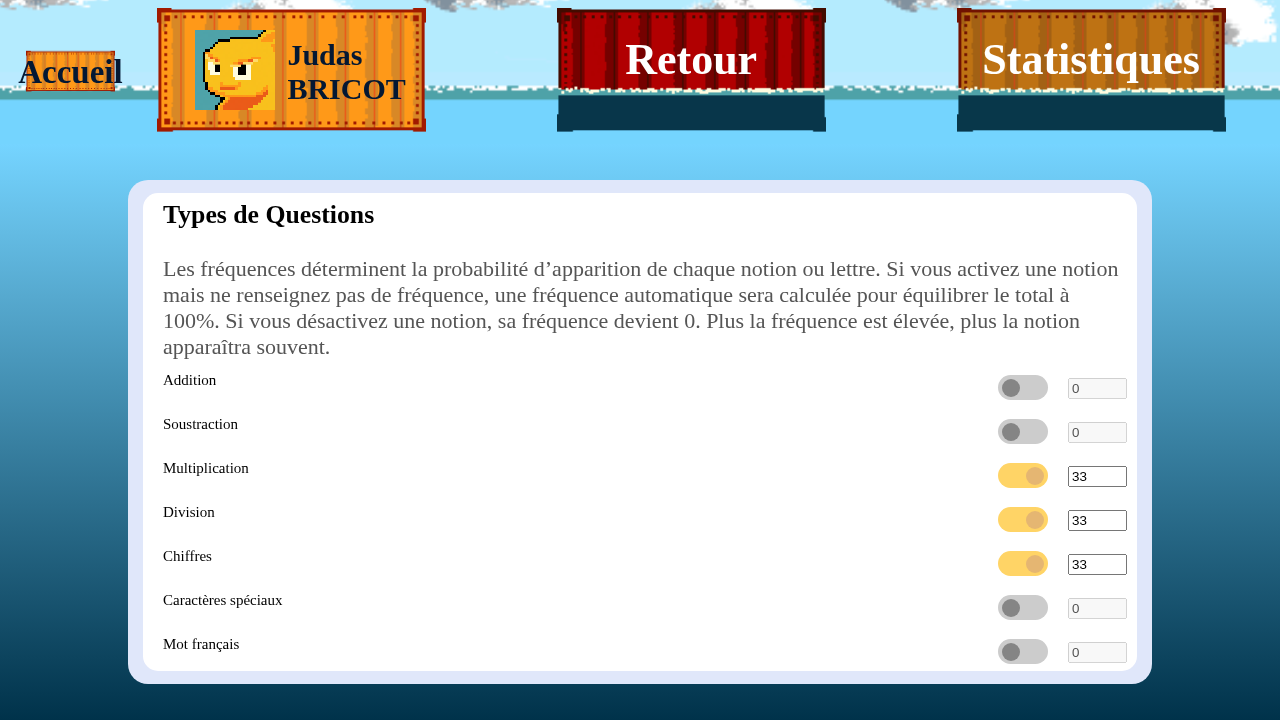 Accueil
Judas
BRICOT
Retour
Statistiques
Types de Questions
Les fréquences déterminent la probabilité d’apparition de chaque notion ou lettre. Si vous activez une notion
mais ne renseignez pas de fréquence, une fréquence automatique sera calculée pour équilibrer le total à
100%. Si vous désactivez une notion, sa fréquence devient 0. Plus la fréquence est élevée, plus la notion
apparaîtra souvent.
Addition 0
Soustraction 0
Multiplication 33
Division 33
Chiffres 33
Caractères spéciaux 0
Mot français 0